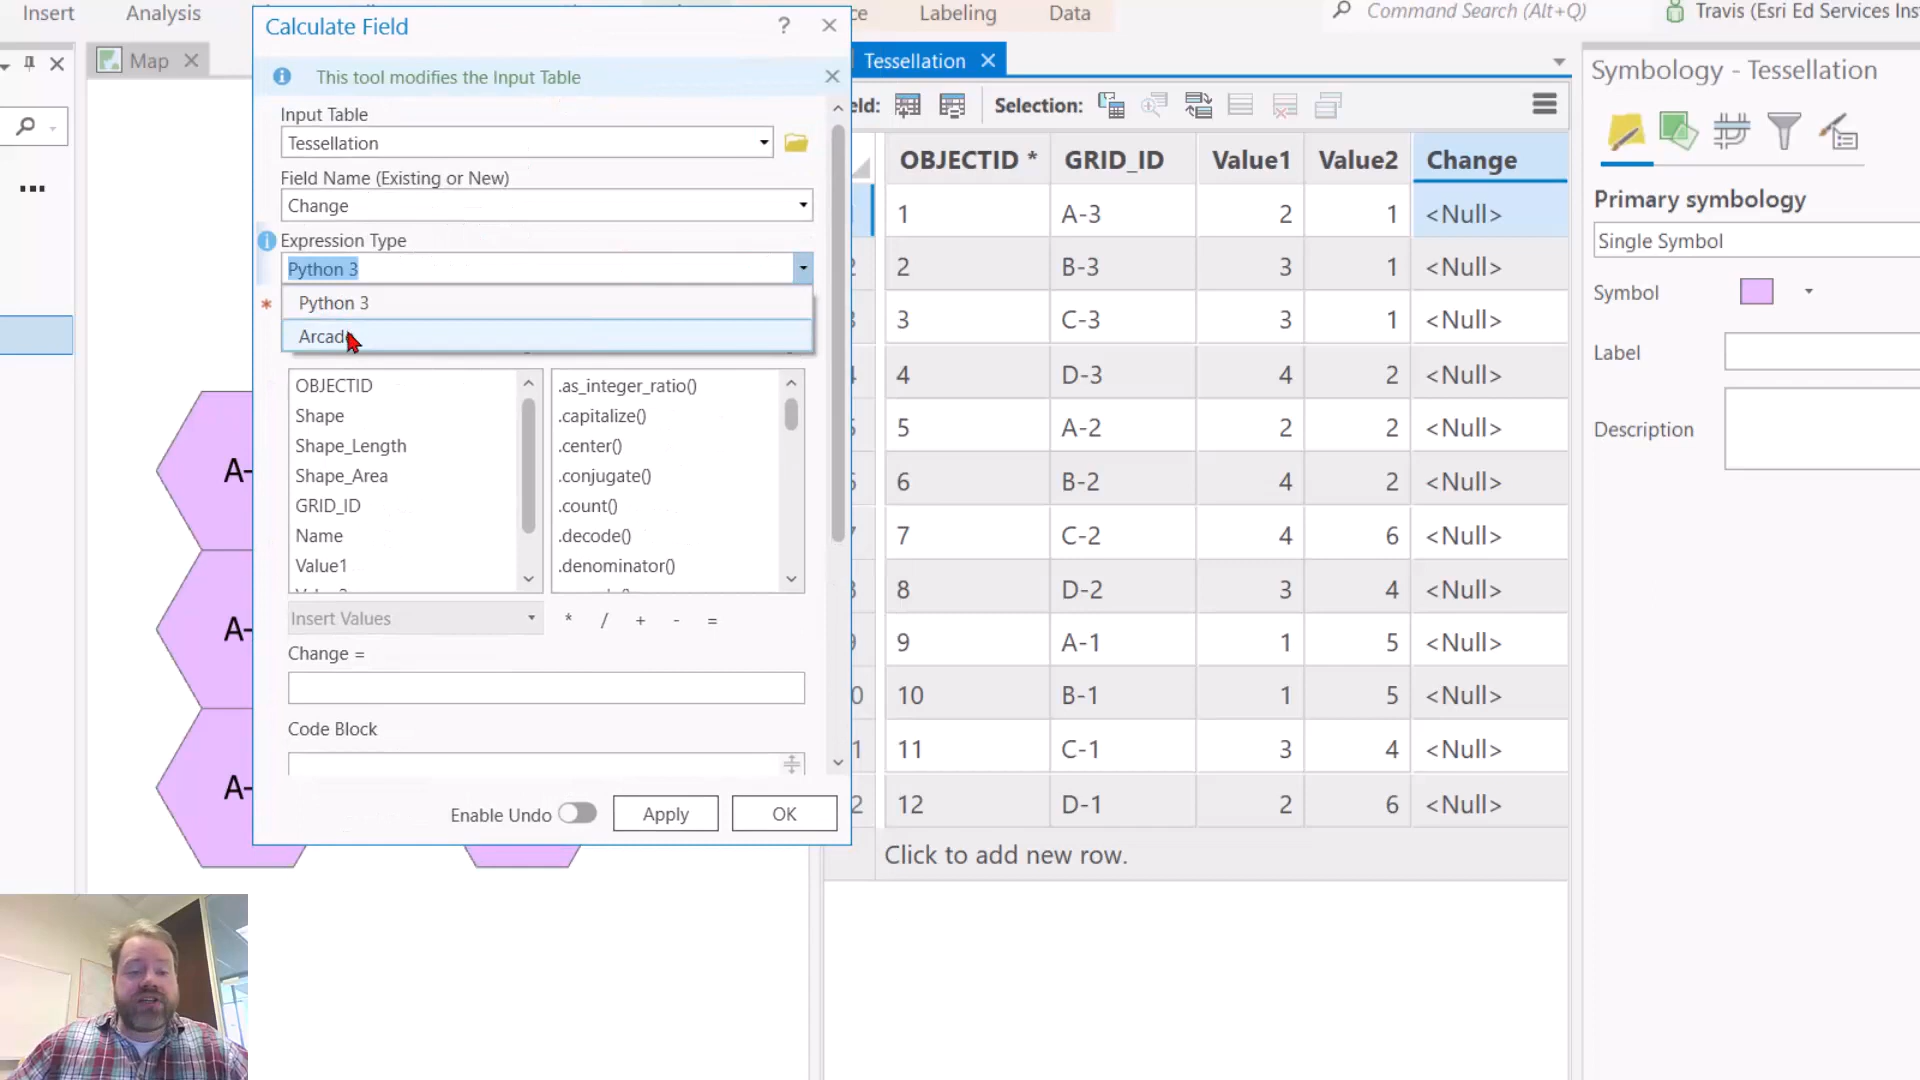 Insert
Analysis
Labeling
Data
Command Search (Alt+Q)
Travis (Esri Ed Services Ins
Map
Calculate Field
?
This tool modifies the Input Table
Input Table
Tessellation
Field Name (Existing or New)
Change
Expression Type
Python 3
Python 3
Arcade
OBJECTID
Shape
Shape_Length
Shape_Area
GRID_ID
Name
Value1
.as_integer_ratio()
.capitalize()
.center()
.conjugate()
.count()
.decode()
.denominator()
Insert Values
* / + - =
Change =
Code Block
Enable Undo
Apply
OK
A-
A-
A-
Tessellation
eld:
Selection:
OBJECTID * GRID_ID Value1 Value2 Change
1 A-3 2 1 <Null>
2 B-3 3 1 <Null>
3 C-3 3 1 <Null>
4 D-3 4 2 <Null>
5 A-2 2 2 <Null>
6 B-2 4 2 <Null>
7 C-2 4 6 <Null>
8 D-2 3 4 <Null>
9 A-1 1 5 <Null>
10 B-1 1 5 <Null>
11 C-1 3 4 <Null>
12 D-1 2 6 <Null>
Click to add new row.
Symbology - Tessellation
Primary symbology
Single Symbol
Symbol
Label
Description